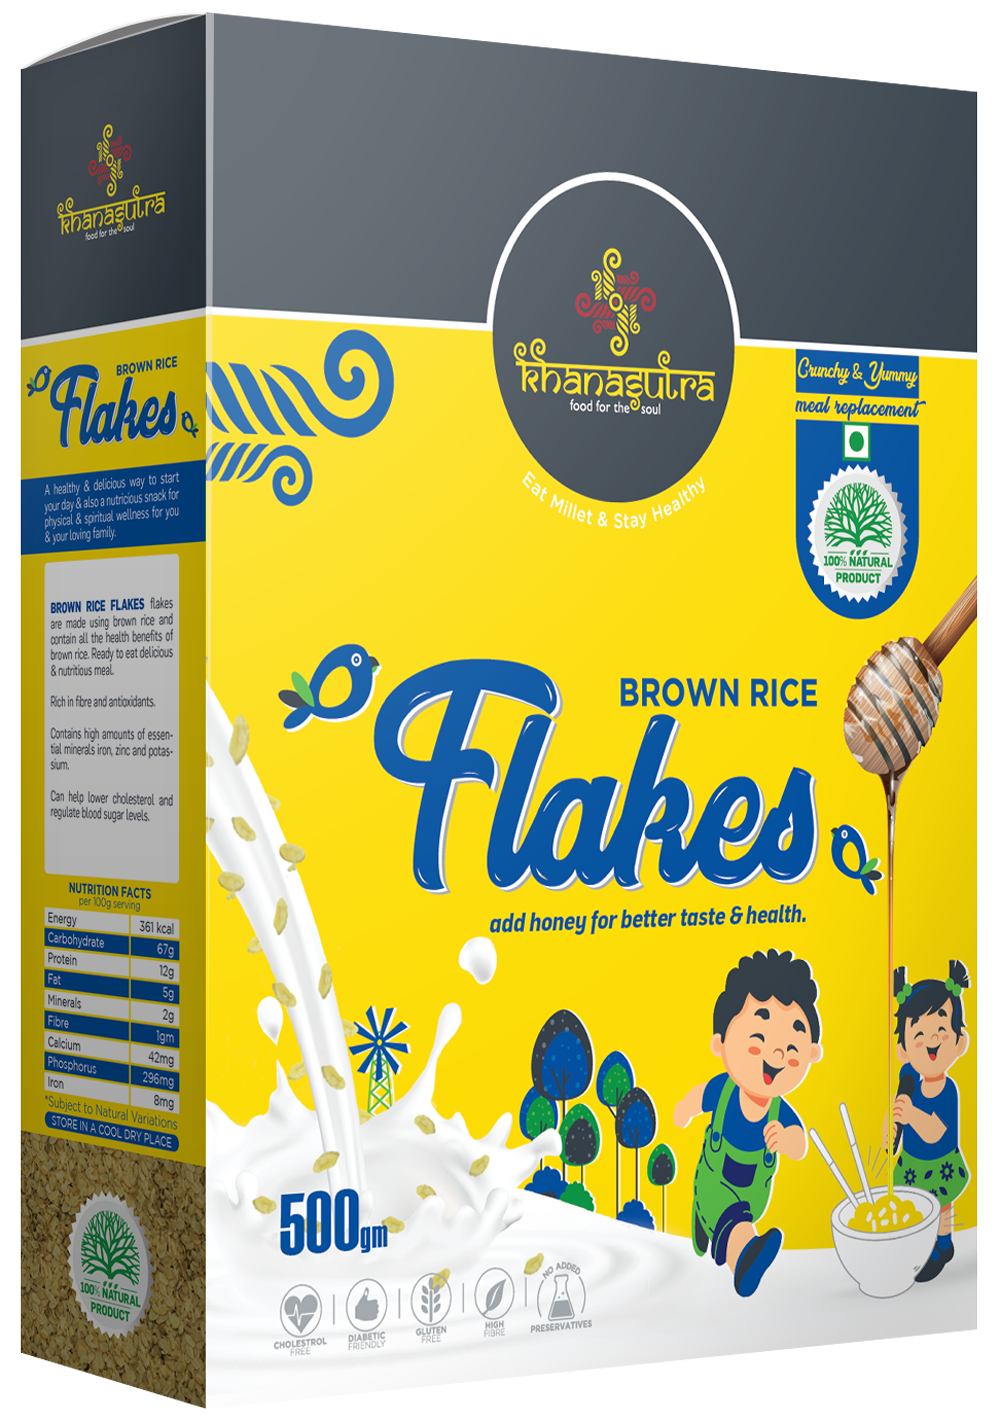 khanasutra
food for the soul
BROWN RICE
Flakes
A healthy & delicious way to start
your day & also a nutricious snack for
physical & spiritual wellness for you
& your loving family.
BROWN RICE FLAKES flakes
are made using brown rice and
contain all the health benefits of
brown rice. Ready to eat delicious
& nutritious meal.
Rich in fibre and antioxidants.
Contains high amounts of essen-
tial minerals iron, zinc and potas-
sium.
Can help lower cholesterol and
regulate blood sugar levels.
NUTRITION FACTS
per 100g serving
Energy 361 kcal
Carbohydrate 67g
Protein 12g
Fat 5g
Minerals 2g
Fibre 1gm
Calcium 42mg
Phosphorus 296mg
Iron 8mg
*Subject to Natural Variations
STORE IN A COOL DRY PLACE
100% NATURAL
PRODUCT
khanasutra
food for the soul
Eat Millet & Stay Healthy
Crunchy & Yummy
meal replacement
100% NATURAL
PRODUCT
BROWN RICE
Flakes
add honey for better taste & health.
500gm
CHOLESTROL
FREE
DIABETIC
FRIENDLY
GLUTEN
FREE
HIGH
FIBRE
NO ADDED
PRESERVATIVES